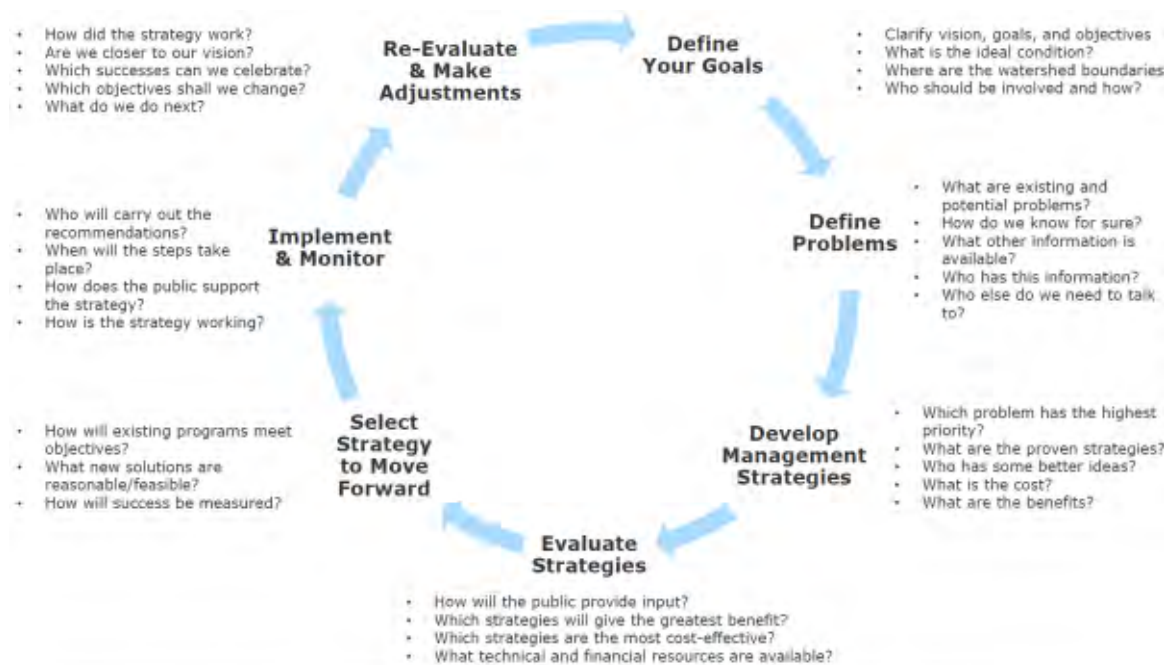 Re-Evaluate
& Make
Adjustments
• How did the strategy work?
• Are we closer to our vision?
• Which successes can we celebrate?
• Which objectives shall we change?
• What do we do next?
Define
Your Goals
• Clarify vision, goals, and objectives
• What is the ideal condition?
• Where are the watershed boundaries
• Who should be involved and how?
Define
Problems
• What are existing and
potential problems?
• How do we know for sure?
• What other information is
available?
• Who has this information?
• Who else do we need to talk
to?
Develop
Management
Strategies
• Which problem has the highest
priority?
• What are the proven strategies?
• Who has some better ideas?
• What is the cost?
• What are the benefits?
Evaluate
Strategies
• How will the public provide input?
• Which strategies will give the greatest benefit?
• Which strategies are the most cost-effective?
• What technical and financial resources are available?
Select
Strategy
to Move
Forward
• How will existing programs meet
objectives?
• What new solutions are
reasonable/feasible?
• How will success be measured?
Implement
& Monitor
• Who will carry out the
recommendations?
• When will the steps take
place?
• How does the public support
the strategy?
• How is the strategy working?